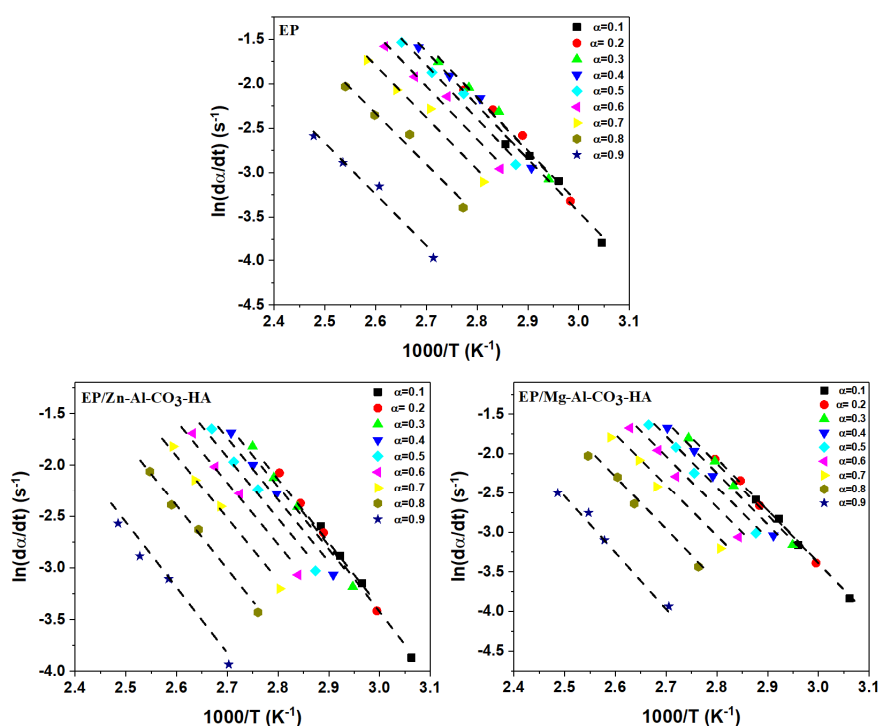 EP
α=0.1
α= 0.2
α=0.3
α=0.4
α=0.5
α=0.6
α=0.7
α=0.8
α=0.9
-1.5
-2.0
-2.5
-3.0
-3.5
-4.0
-4.5
ln(dα/dt) (s⁻¹)
2.4 2.5 2.6 2.7 2.8 2.9 3.0 3.1
1000/T (K⁻¹)
EP/Zn-Al-CO₃-HA
α=0.1
α= 0.2
α=0.3
α=0.4
α=0.5
α=0.6
α=0.7
α=0.8
α=0.9
-1.0
-1.5
-2.0
-2.5
-3.0
-3.5
-4.0
ln(dα/dt) (s⁻¹)
2.4 2.5 2.6 2.7 2.8 2.9 3.0 3.1
1000/T (K⁻¹)
EP/Mg-Al-CO₃-HA
α=0.1
α= 0.2
α=0.3
α=0.4
α=0.5
α=0.6
α=0.7
α=0.8
α=0.9
-1.5
-2.0
-2.5
-3.0
-3.5
-4.0
-4.5
ln(dα/dt) (s⁻¹)
2.4 2.5 2.6 2.7 2.8 2.9 3.0 3.1
1000/T (K⁻¹)